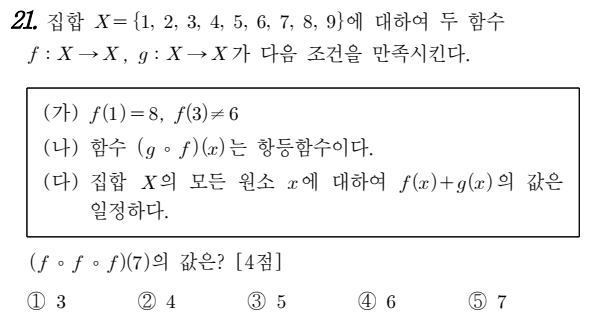 21. 집합 X={1, 2, 3, 4, 5, 6, 7, 8, 9}에 대하여 두 함수
f : X → X, g : X → X가 다음 조건을 만족시킨다.
(가) f(1)=8, f(3)≠6
(나) 함수 (g∘f)(x)는 항등함수이다.
(다) 집합 X의 모든 원소 x에 대하여 f(x)+g(x)의 값은
일정하다.
(f∘f∘f)(7)의 값은? [4점]
① 3 ② 4 ③ 5 ④ 6 ⑤ 7